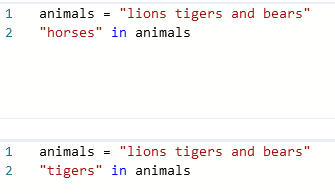 1 animals = "lions tigers and bears"
2 "horses" in animals
1 animals = "lions tigers and bears"
2 "tigers" in animals